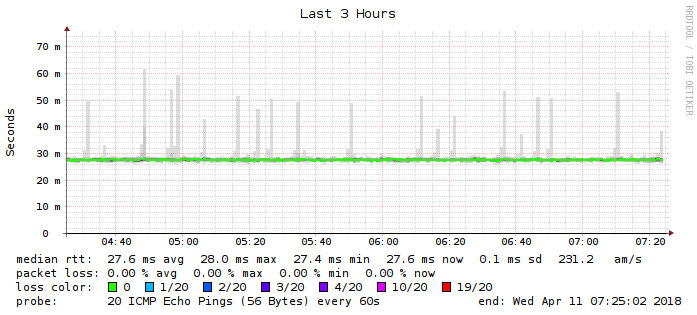 Last 3 Hours
RRDTOOL / TOBI OETIKER
Seconds
70 m
60 m
50 m
40 m
30 m
20 m
10 m
0
04:40 05:00 05:20 05:40 06:00 06:20 06:40 07:00 07:20
median rtt: 27.6 ms avg 28.0 ms max 27.4 ms min 27.6 ms now 0.1 ms sd 231.2 am/s
packet loss: 0.00 % avg 0.00 % max 0.00 % min 0.00 % now
loss color: 0 1/20 2/20 3/20 4/20 10/20 19/20
probe: 20 ICMP Echo Pings (56 Bytes) every 60s end: Wed Apr 11 07:25:02 2018